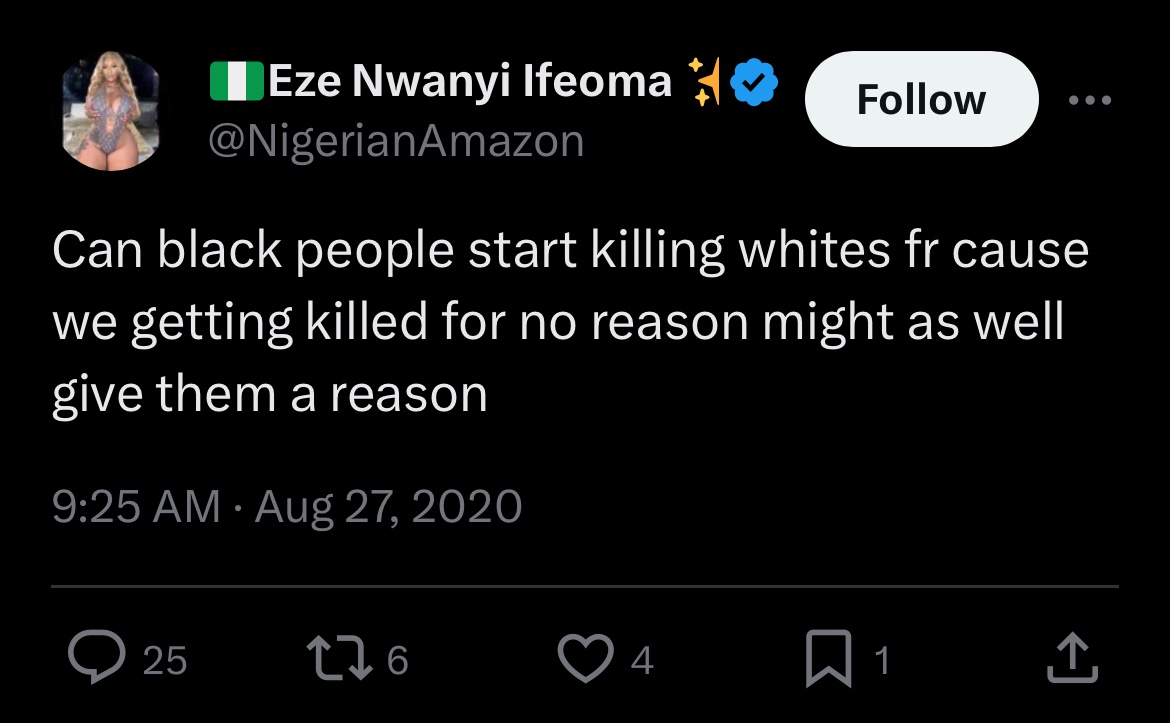 🇳🇬Eze Nwanyi Ifeoma ✨
Follow
@NigerianAmazon
Can black people start killing whites fr cause
we getting killed for no reason might as well
give them a reason
9:25 AM · Aug 27, 2020
25 6 4 1